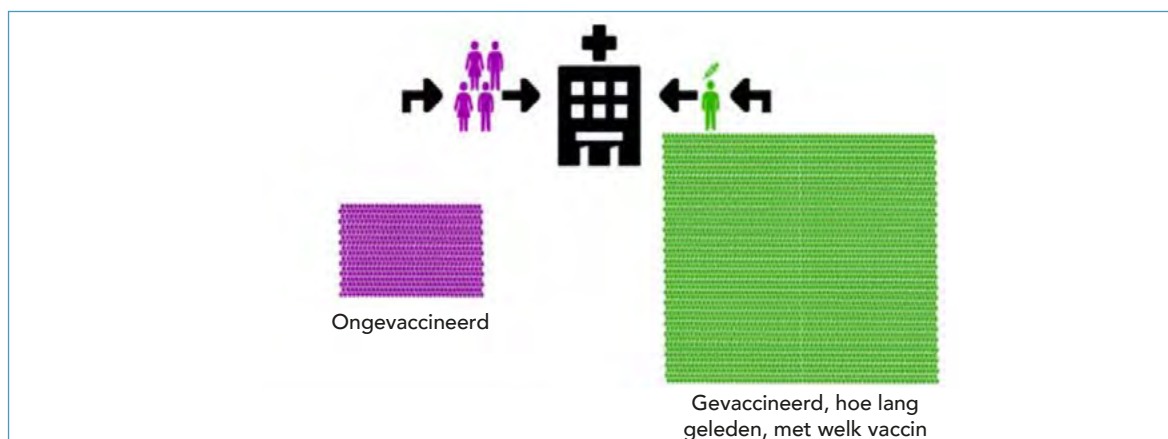 Ongevaccineerd
Gevaccineerd, hoe lang
geleden, met welk vaccin